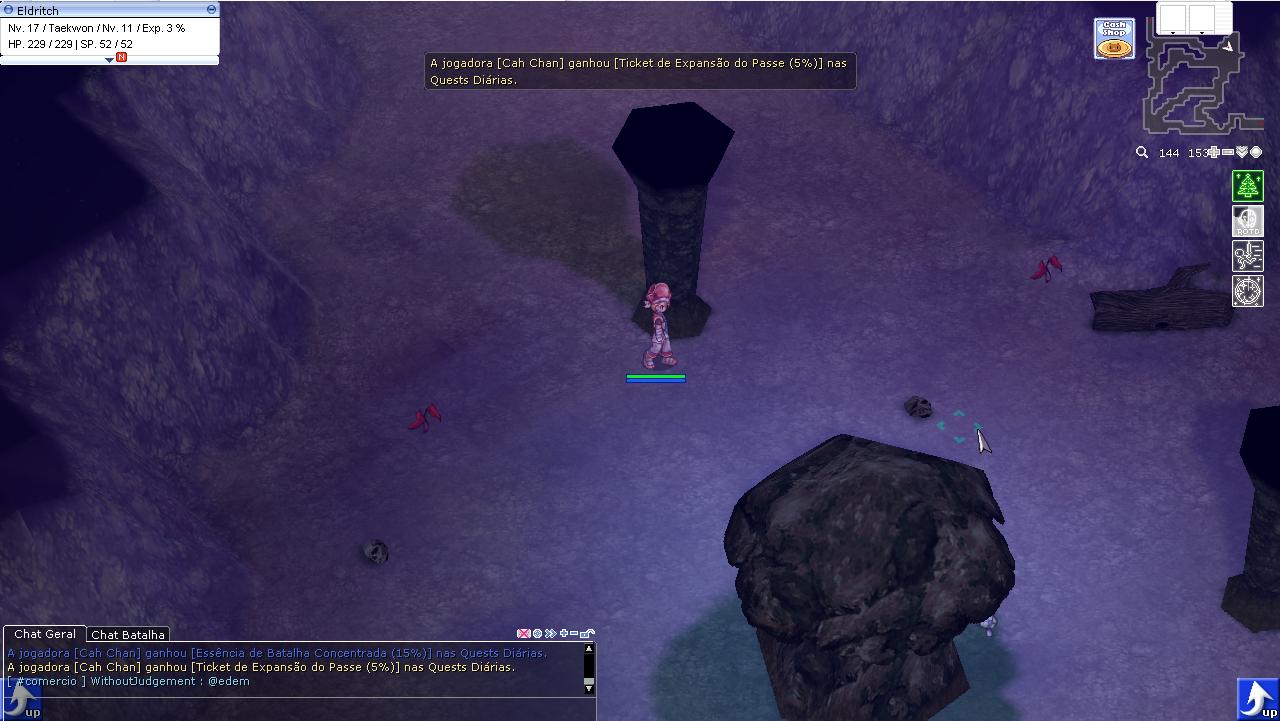 Eldritch
Nv. 17 / Taekwon / Nv. 11 / Exp. 3 %
HP. 229 / 229 | SP. 52 / 52
N
A jogadora [Cah Chan] ganhou [Ticket de Expansão do Passe (5%)] nas
Quests Diárias.
Cash
Shop
144 153
ROTD
Chat Geral
Chat Batalha
A jogadora [Cah Chan] ganhou [Essência de Batalha Concentrada (15%)] nas Quests Diárias.
A jogadora [Cah Chan] ganhou [Ticket de Expansão do Passe (5%)] nas Quests Diárias.
[ #comercio ] WithoutJudgement : @edem
up
up